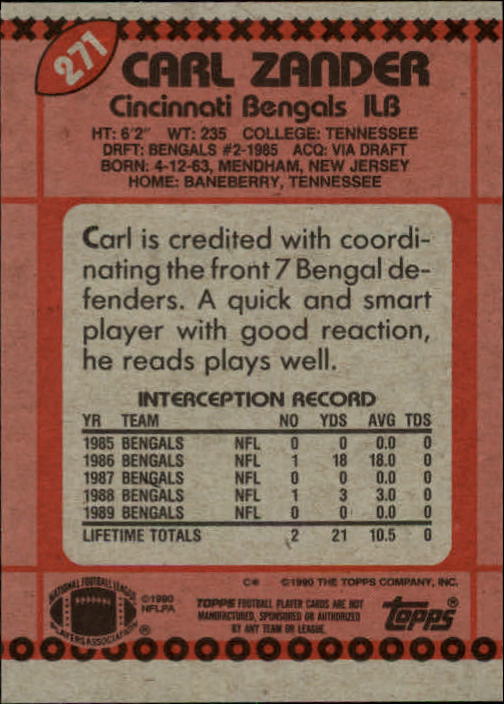 271
CARL ZANDER
Cincinnati Bengals ILB
HT: 6'2" WT: 235 COLLEGE: TENNESSEE
DRFT: BENGALS #2-1985 ACQ: VIA DRAFT
BORN: 4-12-63, MENDHAM, NEW JERSEY
HOME: BANEBERRY, TENNESSEE
Carl is credited with coordi-
nating the front 7 Bengal de-
fenders. A quick and smart
player with good reaction,
he reads plays well.
INTERCEPTION RECORD
YR TEAM NO YDS AVG TDS
1985 BENGALS NFL 0 0 0.0 0
1986 BENGALS NFL 1 18 18.0 0
1987 BENGALS NFL 0 0 0.0 0
1988 BENGALS NFL 1 3 3.0 0
1989 BENGALS NFL 0 0 0.0 0
LIFETIME TOTALS 2 21 10.5 0
C* ©1990 THE TOPPS COMPANY, INC.
NATIONAL FOOTBALL LEAGUE
PLAYERS ASSOCIATION ®
©1990
NFLPA
TOPPS FOOTBALL PLAYER CARDS ARE NOT
MANUFACTURED, SPONSORED OR AUTHORIZED
BY ANY TEAM OR LEAGUE.
Topps®